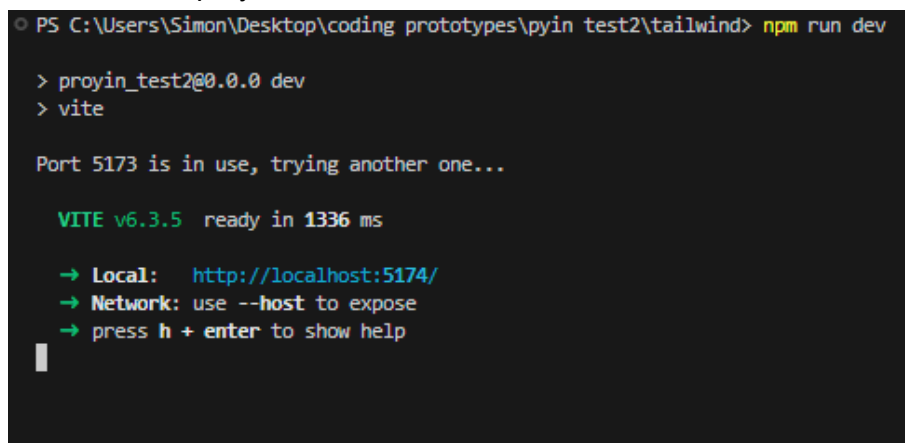 PS C:\Users\Simon\Desktop\coding prototypes\pyin test2\tailwind> npm run dev
> proyin_test2@0.0.0 dev
> vite
Port 5173 is in use, trying another one...
VITE v6.3.5 ready in 1336 ms
→ Local: http://localhost:5174/
→ Network: use --host to expose
→ press h + enter to show help